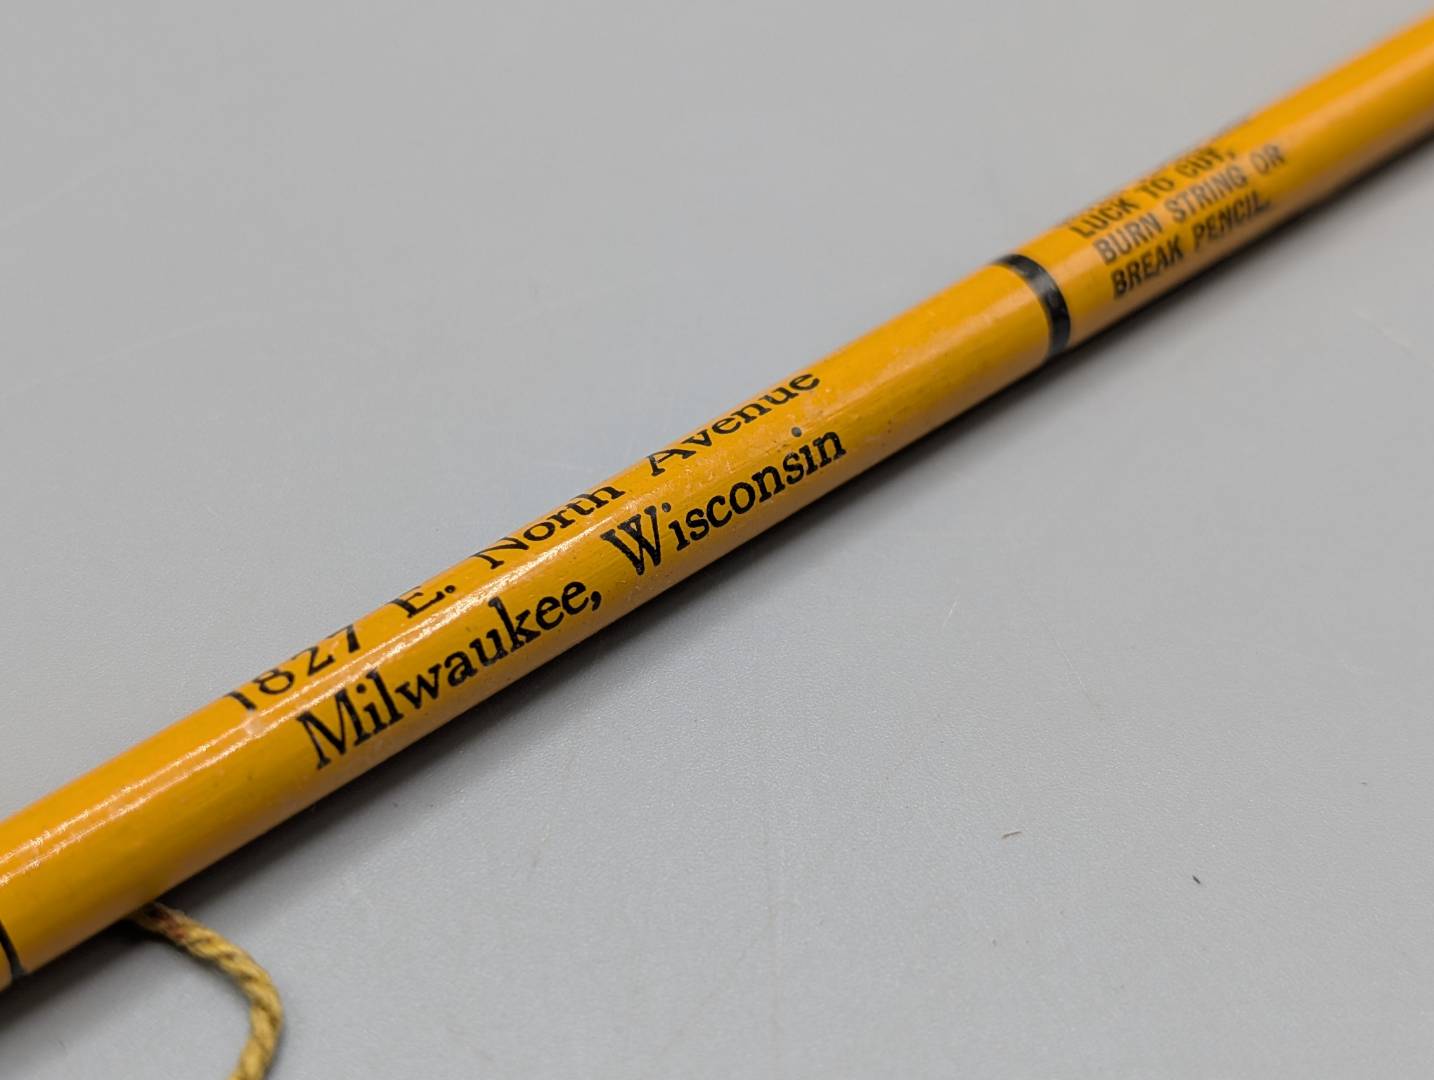 1827 E. North Avenue
Milwaukee, Wisconsin
LUCK TO CUT,
BURN STRING OR
BREAK PENCIL.